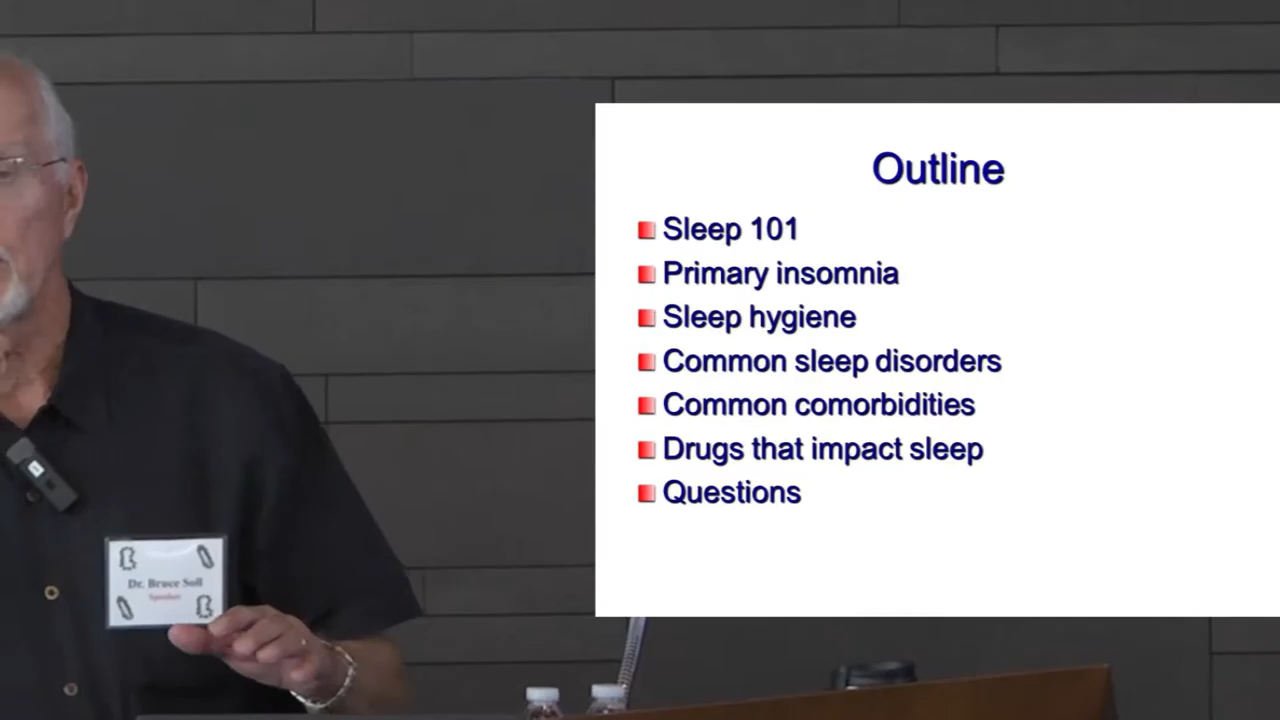 Outline
Sleep 101
Primary insomnia
Sleep hygiene
Common sleep disorders
Common comorbidities
Drugs that impact sleep
Questions
Dr. Bruce Soll
Speaker